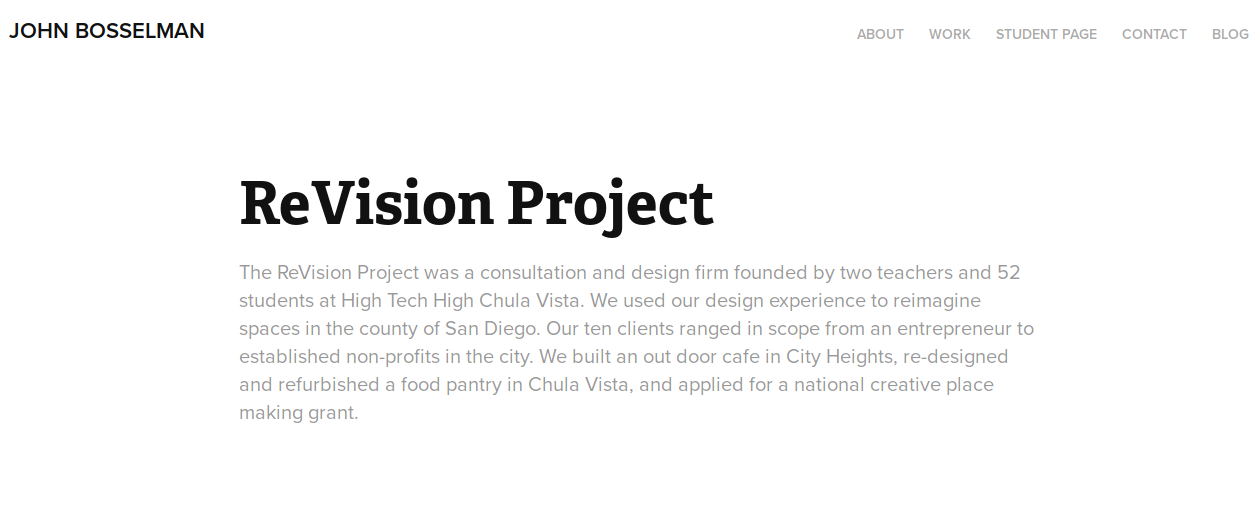 JOHN BOSSELMAN
ABOUT WORK STUDENT PAGE CONTACT BLOG
ReVision Project
The ReVision Project was a consultation and design firm founded by two teachers and 52
students at High Tech High Chula Vista. We used our design experience to reimagine
spaces in the county of San Diego. Our ten clients ranged in scope from an entrepreneur to
established non-profits in the city. We built an out door cafe in City Heights, re-designed
and refurbished a food pantry in Chula Vista, and applied for a national creative place
making grant.